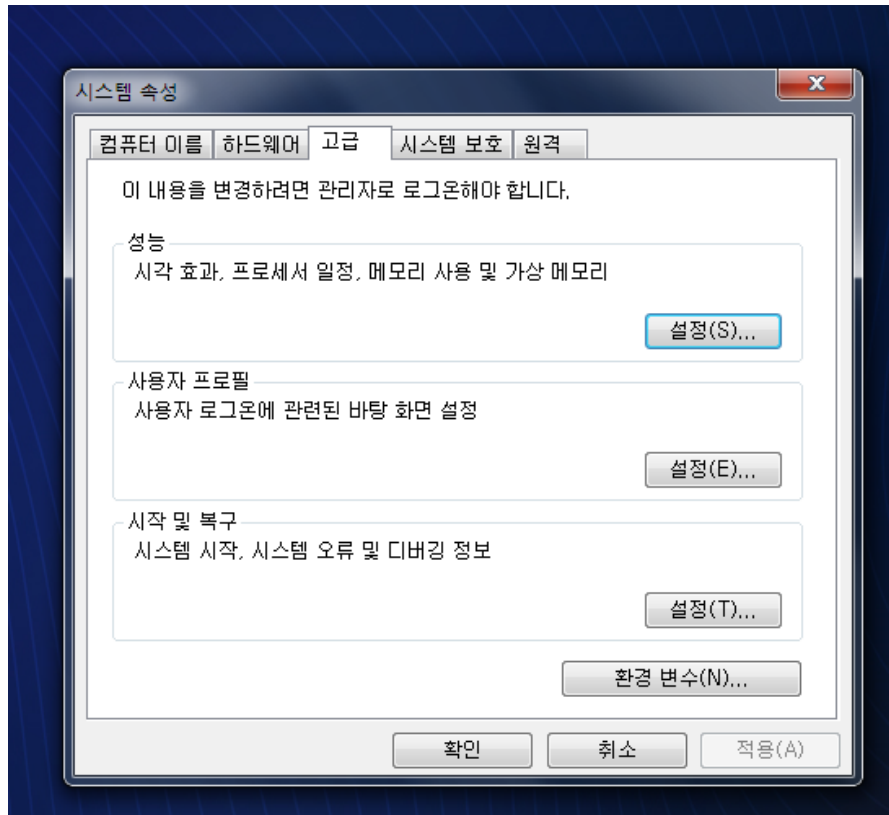 시스템 속성
컴퓨터 이름 하드웨어 고급 시스템 보호 원격
이 내용을 변경하려면 관리자로 로그온해야 합니다.
성능
시각 효과, 프로세서 일정, 메모리 사용 및 가상 메모리
설정(S)...
사용자 프로필
사용자 로그온에 관련된 바탕 화면 설정
설정(E)...
시작 및 복구
시스템 시작, 시스템 오류 및 디버깅 정보
설정(T)...
환경 변수(N)...
확인 취소 적용(A)